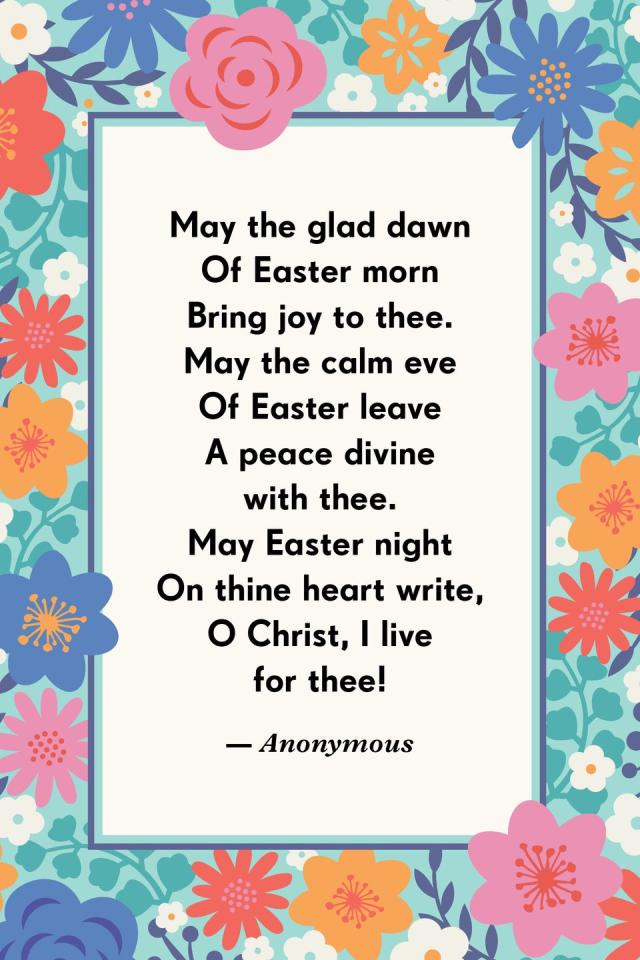 May the glad dawn
Of Easter morn
Bring joy to thee.
May the calm eve
Of Easter leave
A peace divine
with thee.
May Easter night
On thine heart write,
O Christ, I live
for thee!
— Anonymous